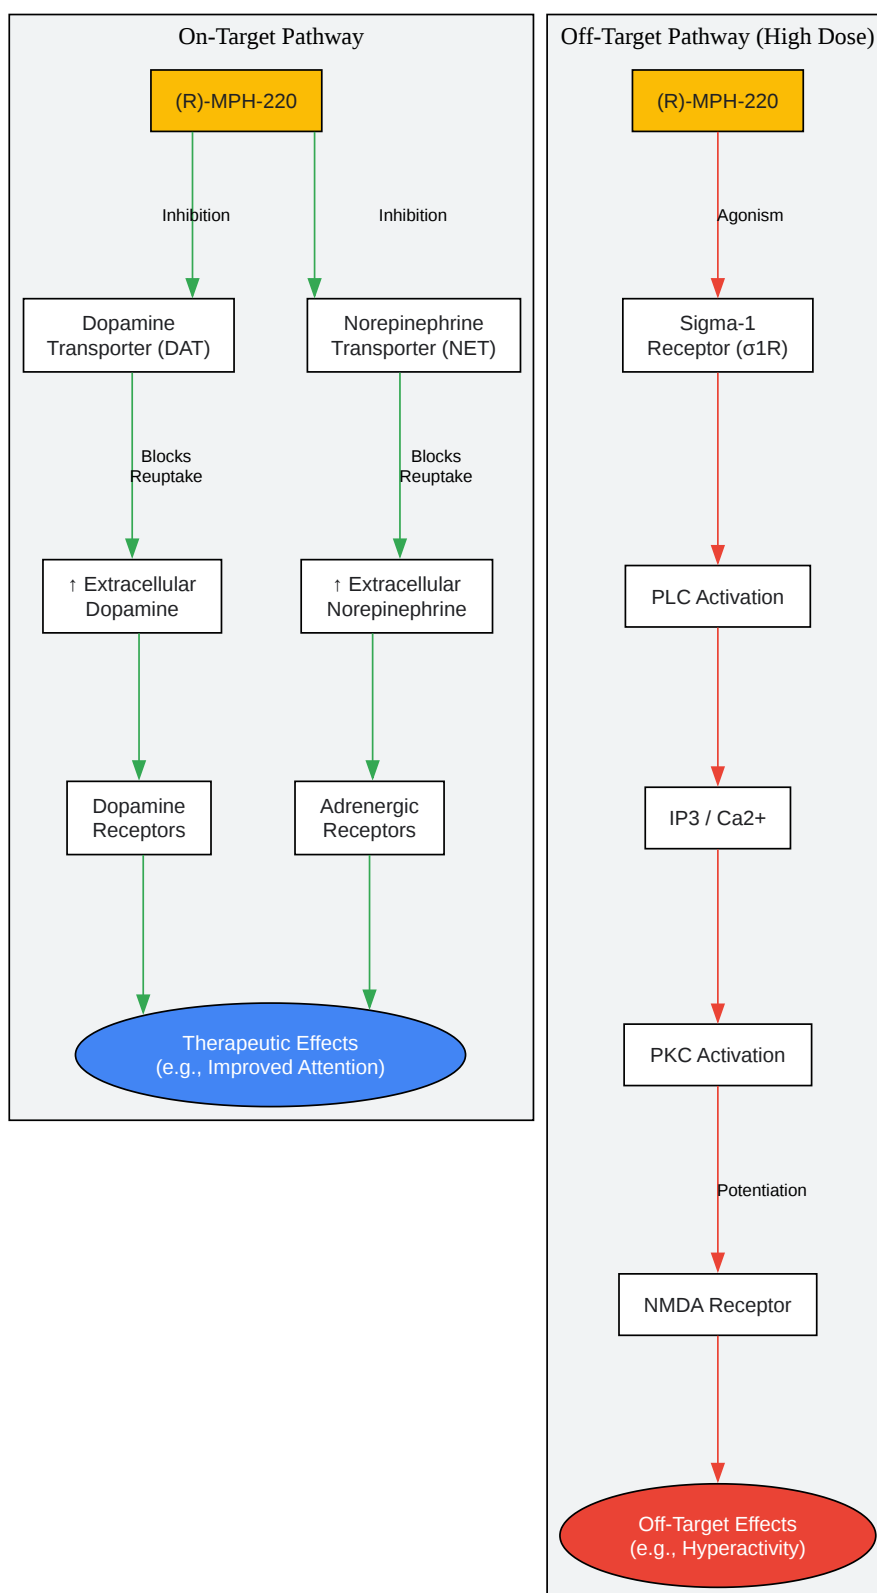 On-Target Pathway
(R)-MPH-220
Inhibition
Inhibition
Dopamine
Transporter (DAT)
Norepinephrine
Transporter (NET)
Blocks
Reuptake
Blocks
Reuptake
↑ Extracellular
Dopamine
↑ Extracellular
Norepinephrine
Dopamine
Receptors
Adrenergic
Receptors
Therapeutic Effects
(e.g., Improved Attention)
Off-Target Pathway (High Dose)
(R)-MPH-220
Agonism
Sigma-1
Receptor (σ1R)
PLC Activation
IP3 / Ca2+
PKC Activation
Potentiation
NMDA Receptor
Off-Target Effects
(e.g., Hyperactivity)